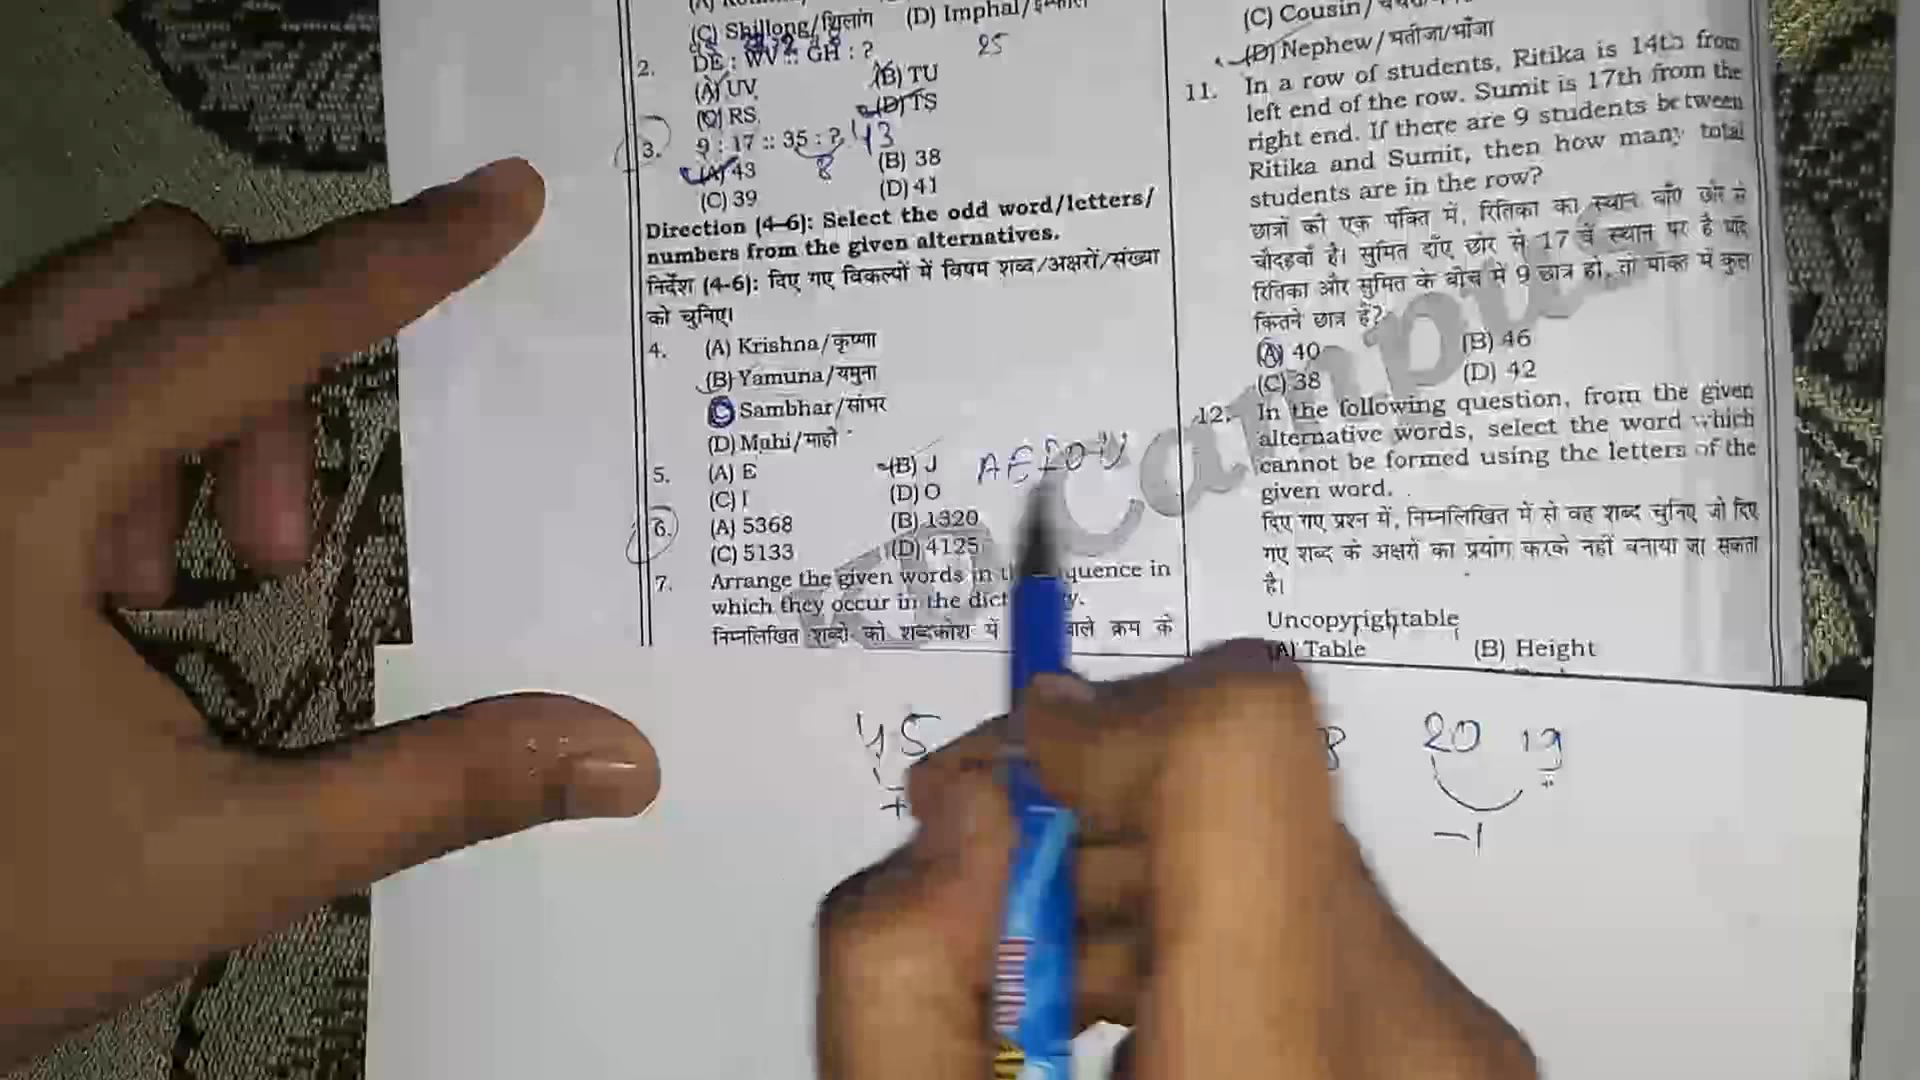 (C) Shillong/शिलांग (D) Imphal/इम्फाल
2. DE : WV :: GH : ?
25
(A) UV (B) TU
(C) RS (D) TS
3. 9 : 17 :: 35 : ? 43
(A) 43 (B) 38
8
(C) 39 (D) 41
Direction (4-6): Select the odd word/letters/
numbers from the given alternatives.
निर्देश (4-6): दिए गए विकल्पों में विषम शब्द/अक्षरों/संख्या
को चुनिए।
4. (A) Krishna/कृष्णा
(B) Yamuna/यमुना
Sambhar/सांभर
(D) Mahi/माही
5. (A) E (B) J AEIOU
(C) I (D) O
6. (A) 5368 (B) 1320
(C) 5133 (D) 4125
7. Arrange the given words in quence in
which they occur in the
निम्नलिखित शब्दों को शब्दकोश में वाले क्रम के
(C) Cousin/
(D) Nephew/भतीजा/भाँजा
11. In a row of students, Ritika is 14th from
left end of the row. Sumit is 17th from the
right end. If there are 9 students between
Ritika and Sumit, then how many total
students are in the row?
छात्रों की एक पंक्ति में, रितिका का स्थान बाँए छोर से
चौदहवाँ है। सुमित दाँए छोर से 17 वें स्थान पर है यदि
रितिका और सुमित के बीच में 9 छात्र हों, तो पंक्ति में कुल
कितने छात्र हैं?
(A) 40 (B) 46
(C) 38 (D) 42
12. In the following question, from the given
alternative words, select the word which
cannot be formed using the letters of the
given word.
दिए गए प्रश्न में, निम्नलिखित में से वह शब्द चुनिए जो दिए
गए शब्द के अक्षरों का प्रयोग करके नहीं बनाया जा सकता
है।
Uncopyrightable
(A) Table (B) Height
45 8 20 19
+ -1